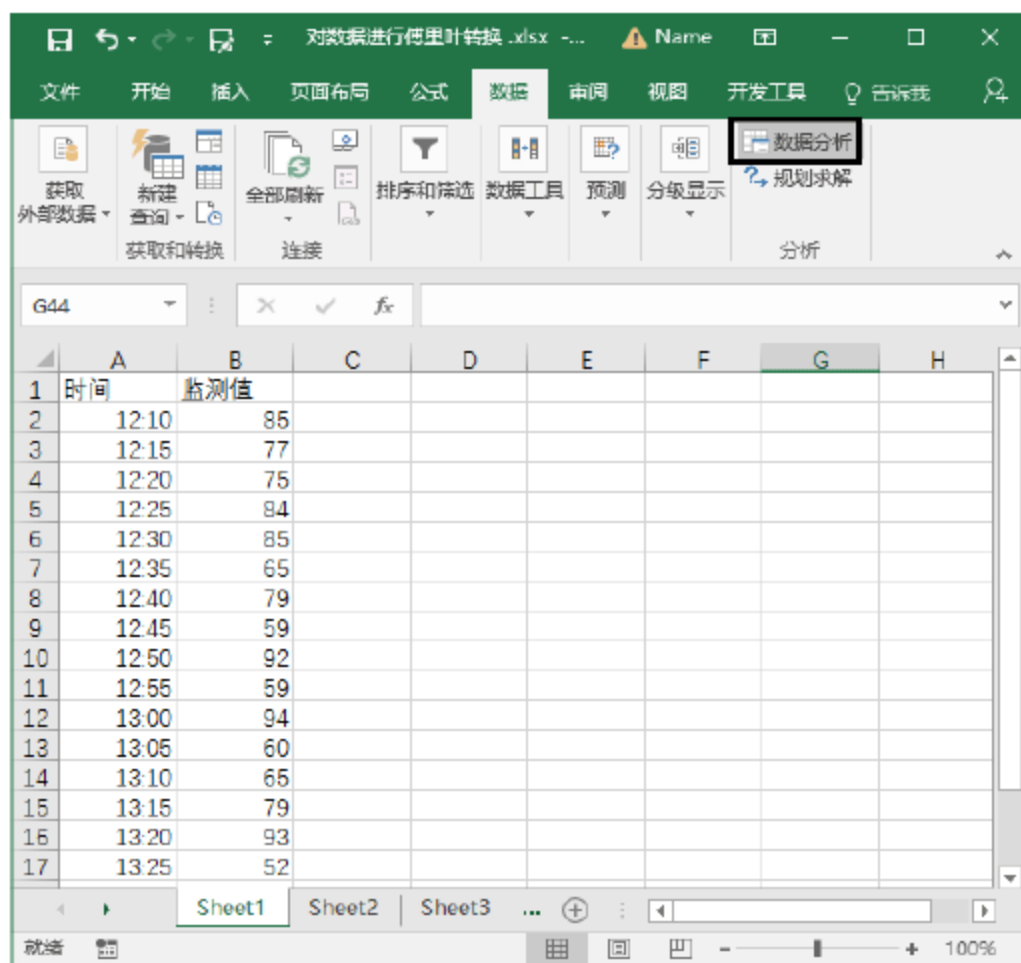 对数据进行傅里叶转换 .xlsx -... Name
文件 开始 插入 页面布局 公式 数据 审阅 视图 开发工具 告诉我
获取 外部数据 新建 查询 全部刷新 排序和筛选 数据工具 预测 分级显示 数据分析
规划求解
获取和转换 连接 分析
G44 fx
A B C D E F G H
1 时间 监测值
2 12:10 85
3 12:15 77
4 12:20 75
5 12:25 84
6 12:30 85
7 12:35 65
8 12:40 79
9 12:45 59
10 12:50 92
11 12:55 59
12 13:00 94
13 13:05 60
14 13:10 65
15 13:15 79
16 13:20 93
17 13:25 52
Sheet1 Sheet2 Sheet3 ...
就绪 100%